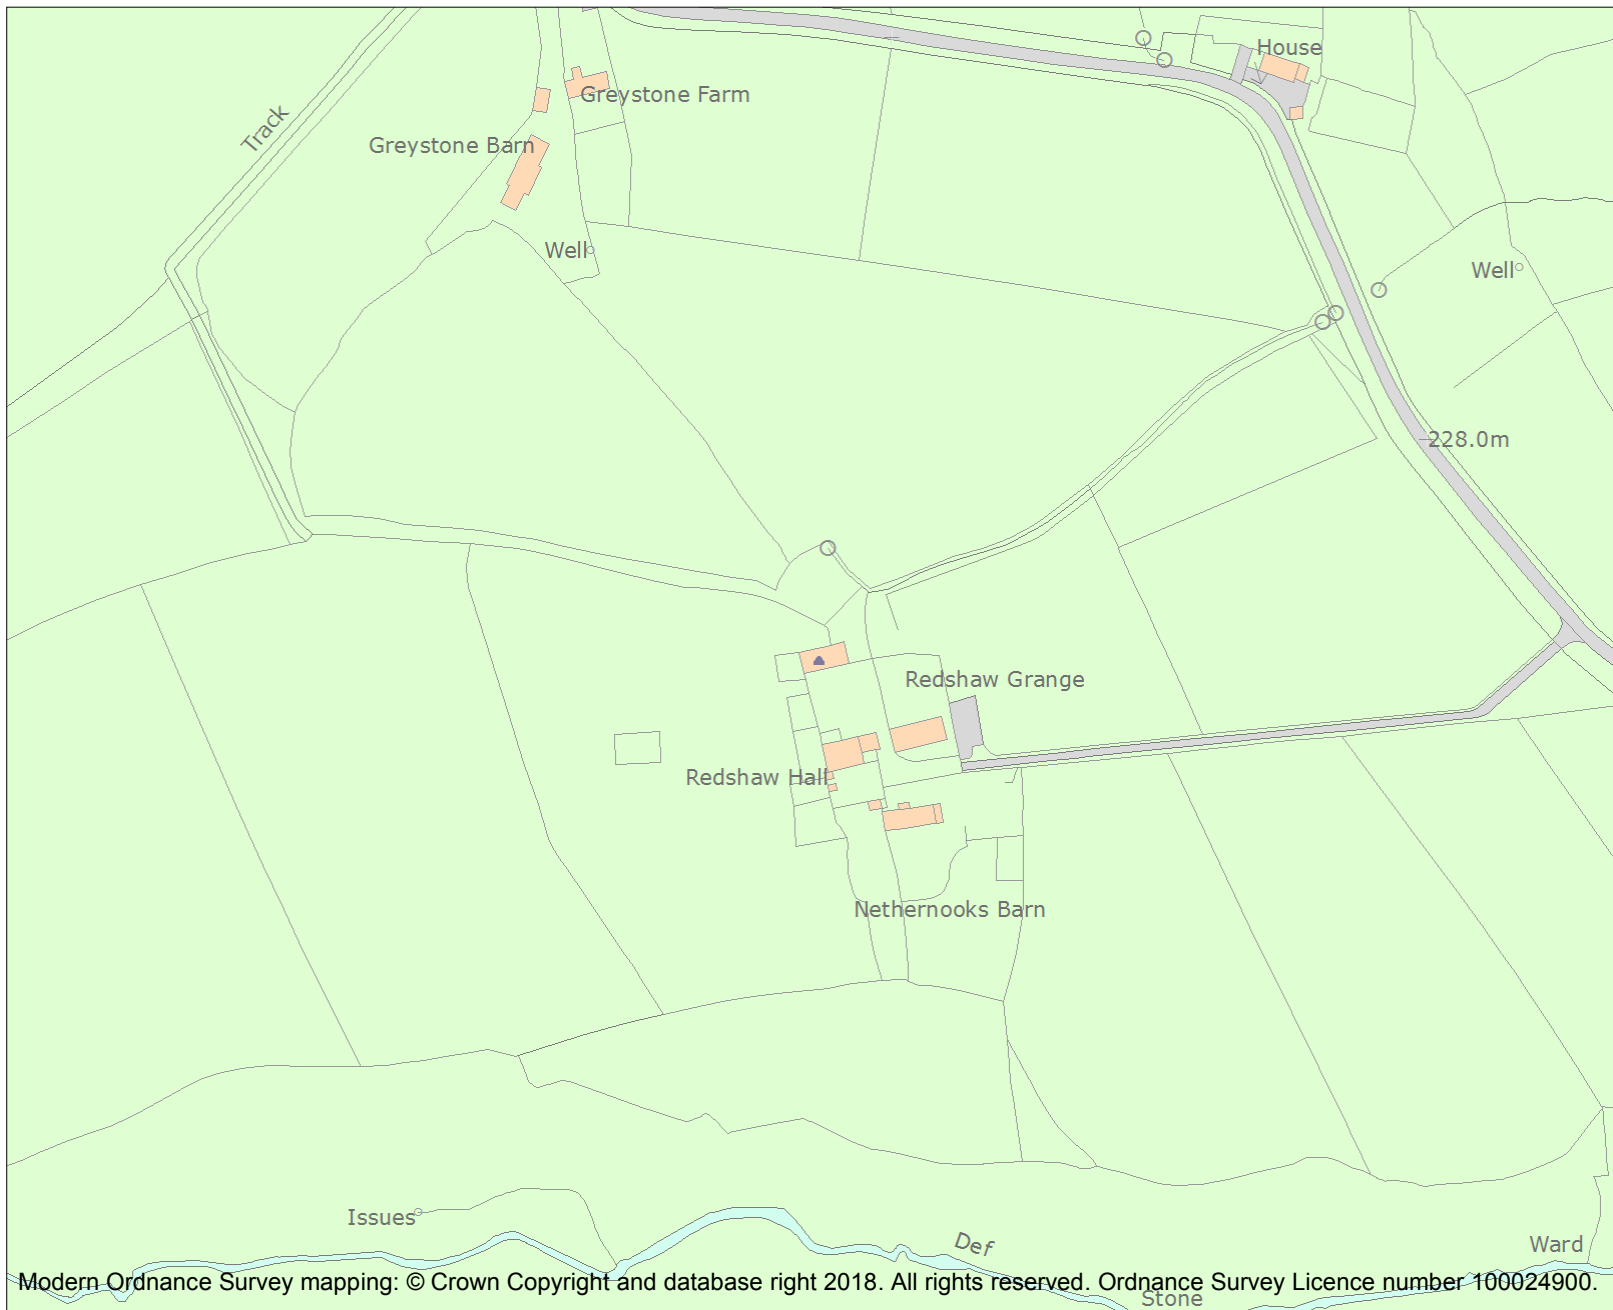 House
Greystone Farm
Track
Greystone Barn
Well
Well
228.0m
Redshaw Grange
Redshaw Hall
Nethernooks Barn
Issues
Def
Ward
Modern Ordnance Survey mapping: © Crown Copyright and database right 2018. All rights reserved. Ordnance Survey Licence number 100024900.
Stone